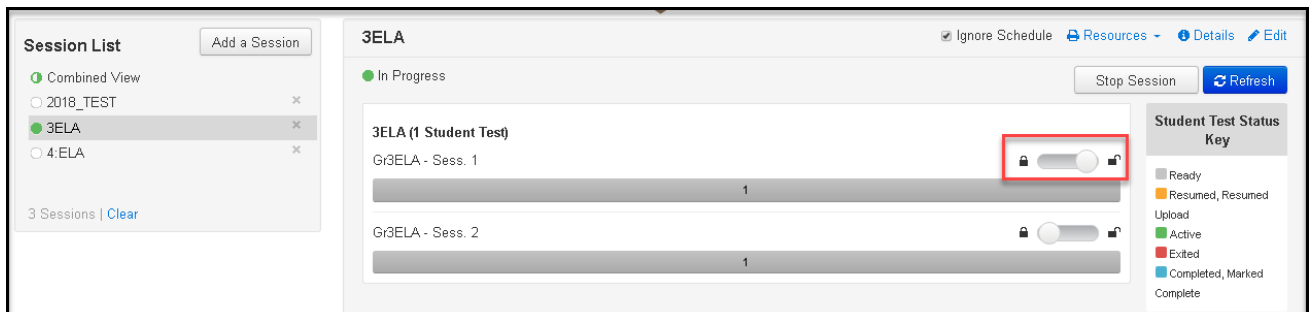 Session List
Add a Session
Combined View
2018_TEST
3ELA
4:ELA
3 Sessions | Clear
3ELA
Ignore Schedule Resources Details Edit
In Progress
Stop Session Refresh
3ELA (1 Student Test)
Gr3ELA - Sess. 1
1
Gr3ELA - Sess. 2
1
Student Test Status
Key
Ready
Resumed, Resumed
Upload
Active
Exited
Completed, Marked
Complete